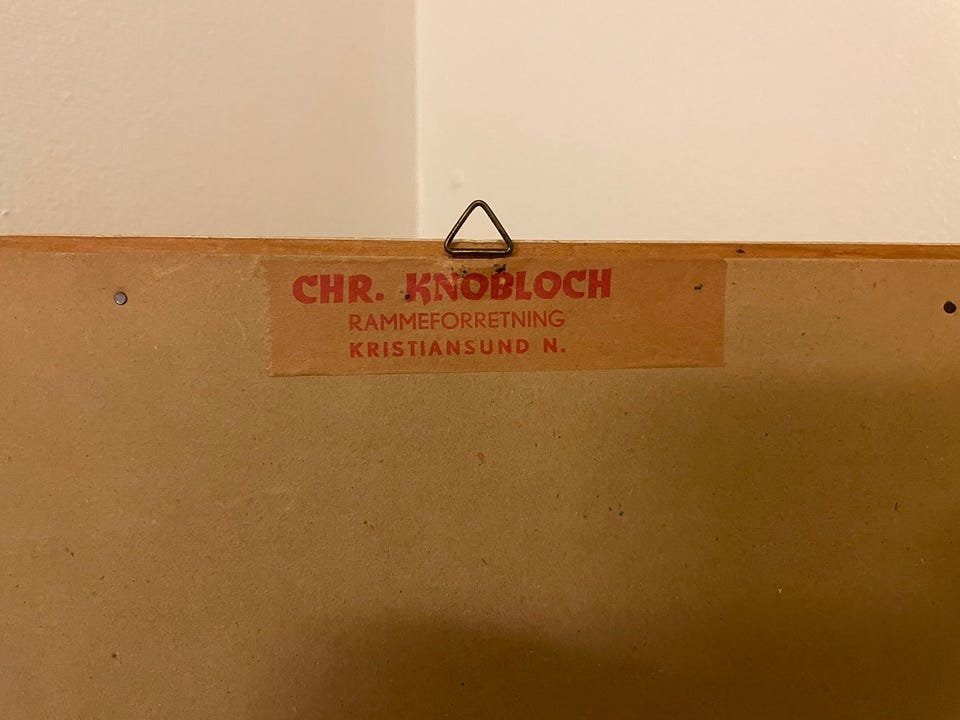 CHR. KNOBLOCH
RAMMEFORRETNING
KRISTIANSUND N.